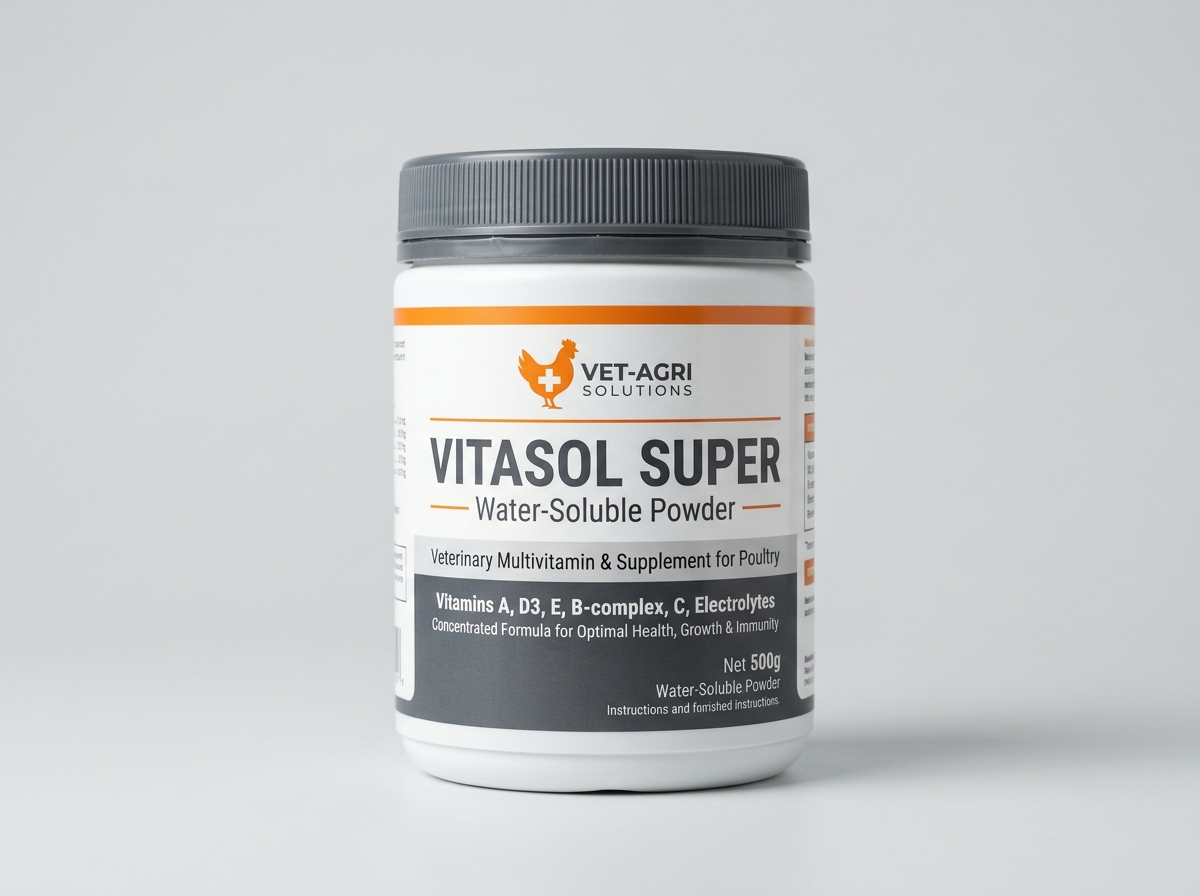 VET-AGRI
SOLUTIONS
VITASOL SUPER
Water-Soluble Powder
Veterinary Multivitamin & Supplement for Poultry
Vitamins A, D3, E, B-complex, C, Electrolytes
Concentrated Formula for Optimal Health, Growth & Immunity
Net 500g
Water-Soluble Powder
Instructions and forrished instructions.